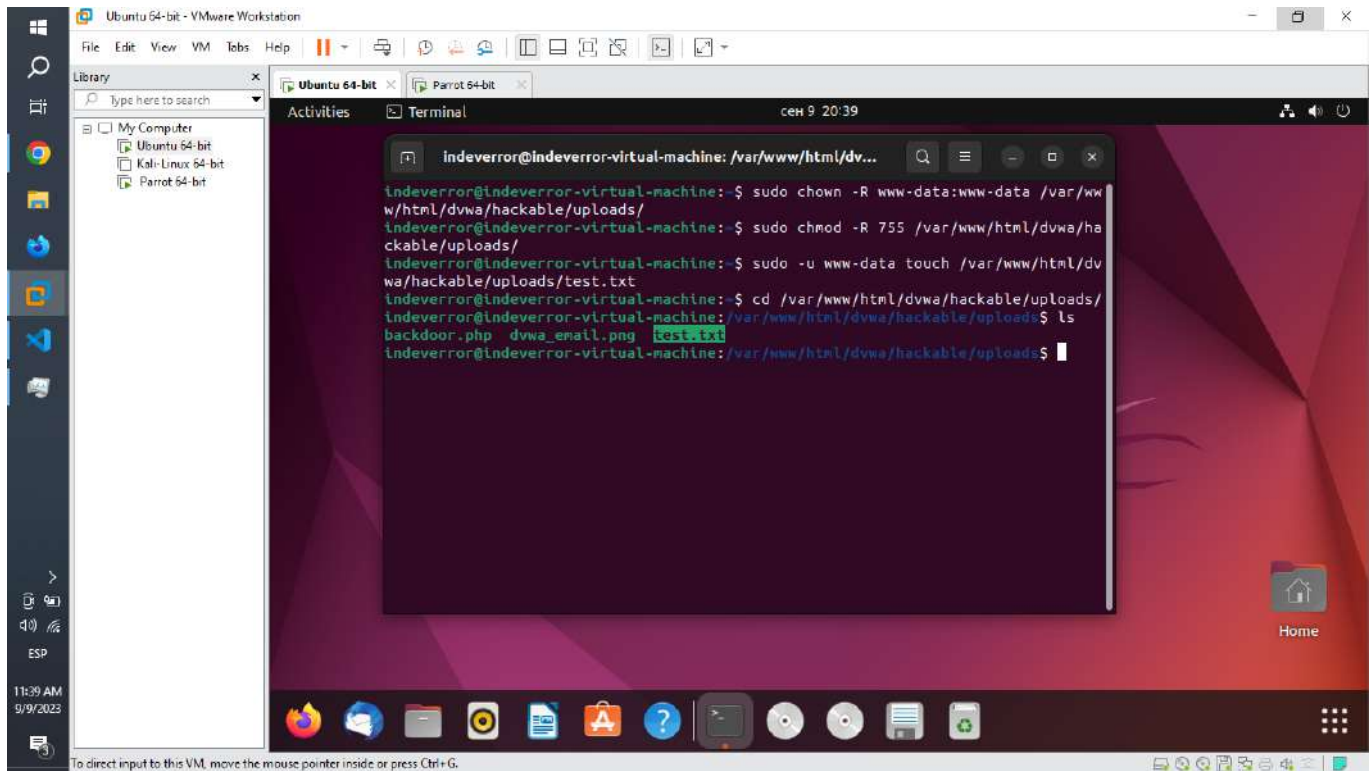 Ubuntu 64-bit - VMware Workstation
File Edit View VM Tabs Help
Library
Type here to search
My Computer
Ubuntu 64-bit
Kali-Linux 64-bit
Parrot 64-bit
Ubuntu 64-bit
Parrot 64-bit
Activities
Terminal
сен 9 20:39
indeverror@indeverror-virtual-machine: /var/www/html/dv...
indeverror@indeverror-virtual-machine:~$ sudo chown -R www-data:www-data /var/ww
w/html/dvwa/hackable/uploads/
indeverror@indeverror-virtual-machine:~$ sudo chmod -R 755 /var/www/html/dvwa/ha
ckable/uploads/
indeverror@indeverror-virtual-machine:~$ sudo -u www-data touch /var/www/html/dv
wa/hackable/uploads/test.txt
indeverror@indeverror-virtual-machine:~$ cd /var/www/html/dvwa/hackable/uploads/
indeverror@indeverror-virtual-machine:/var/www/html/dvwa/hackable/uploads$ ls
backdoor.php dvwa_email.png test.txt
indeverror@indeverror-virtual-machine:/var/www/html/dvwa/hackable/uploads$
Home
ESP
11:39 AM
9/9/2023
3
To direct input to this VM, move the mouse pointer inside or press Ctrl+G.